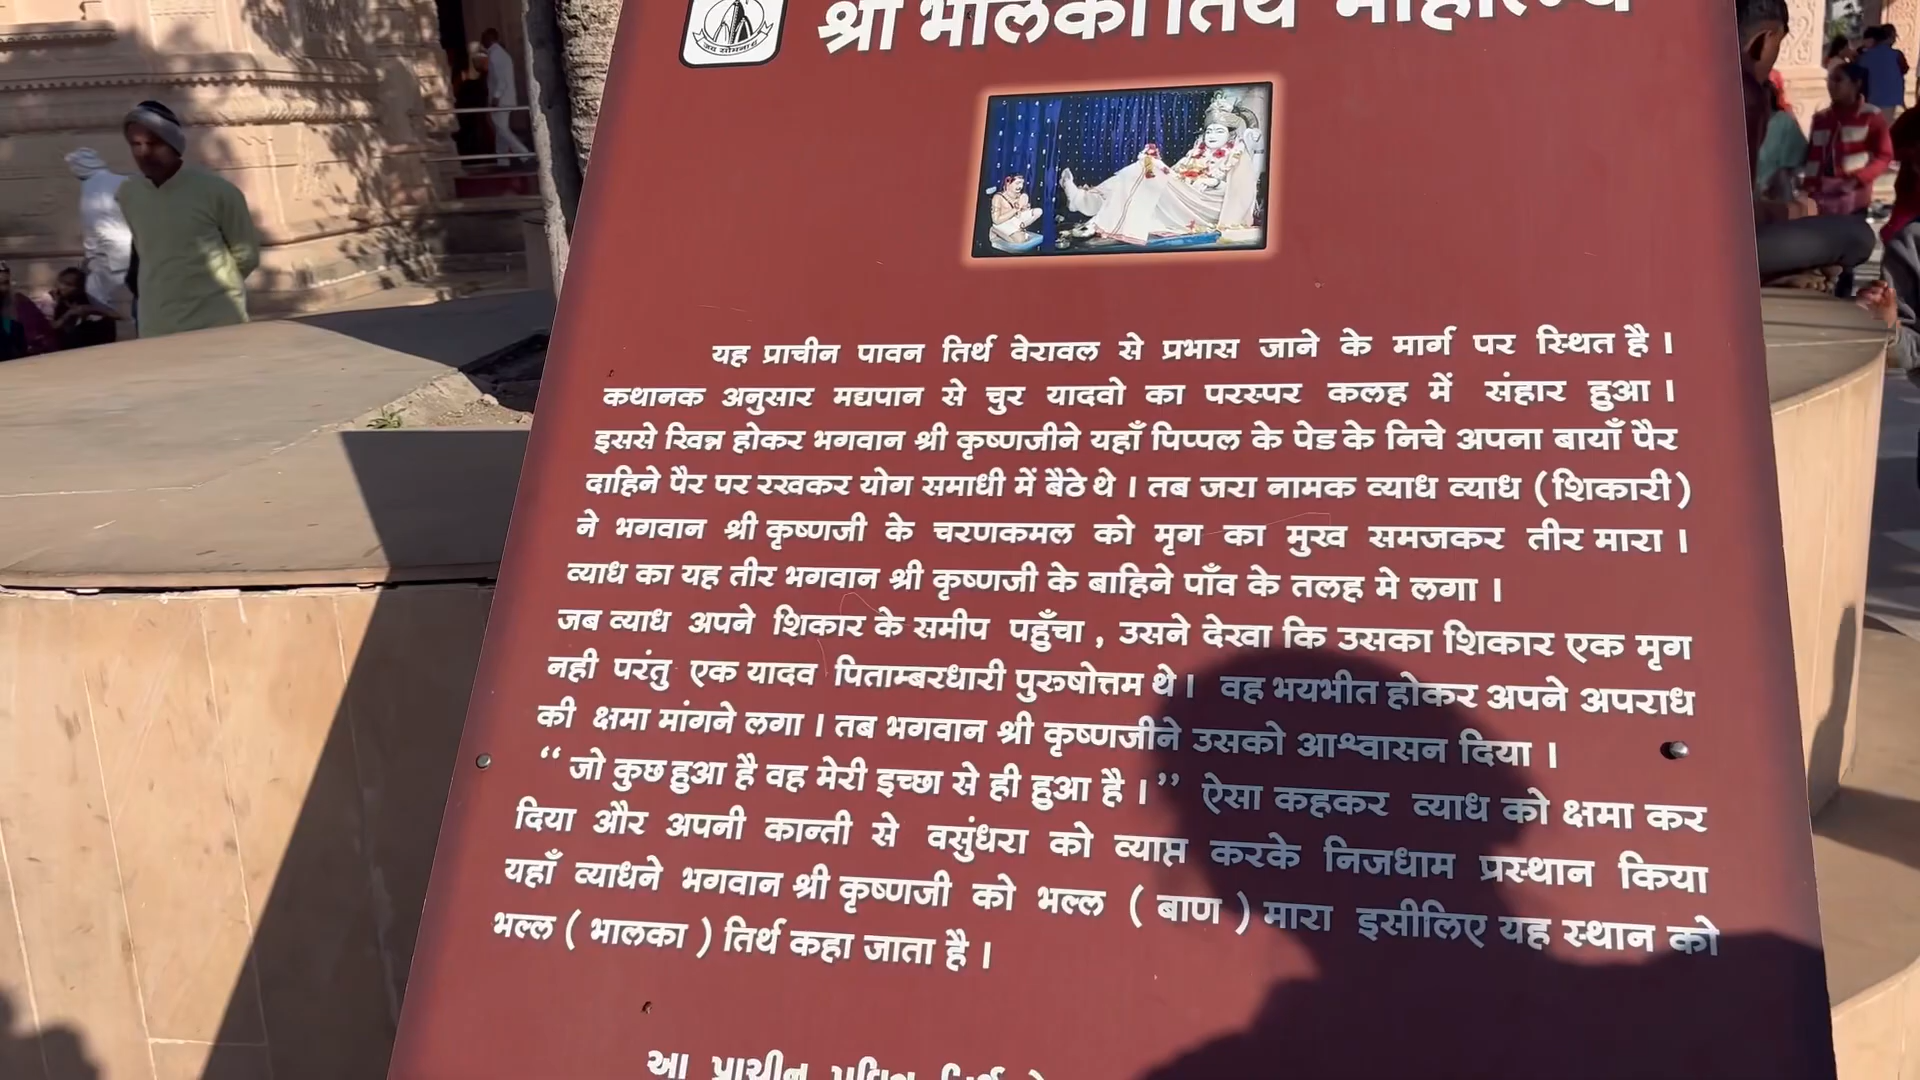 जय सोमनाथ
श्री भालका तिर्थ माहात्म्य
यह प्राचीन पावन तिर्थ वेरावल से प्रभास जाने के मार्ग पर स्थित है ।
कथानक अनुसार मद्यपान से चुर यादवो का परस्पर कलह में संहार हुआ ।
इससे खिन्न होकर भगवान श्री कृष्णजीने यहाँ पिप्पल के पेड के निचे अपना बायाँ पैर
दाहिने पैर पर रखकर योग समाधी में बैठे थे । तब जरा नामक व्याध व्याध (शिकारी)
ने भगवान श्री कृष्णजी के चरणकमल को मृग का मुख समजकर तीर मारा ।
व्याध का यह तीर भगवान श्री कृष्णजी के बाहिने पाँव के तलह मे लगा ।
जब व्याध अपने शिकार के समीप पहुँचा , उसने देखा कि उसका शिकार एक मृग
नही परंतु एक यादव पिताम्बरधारी पुरुषोत्तम थे । वह भयभीत होकर अपने अपराध
की क्षमा मांगने लगा । तब भगवान श्री कृष्णजीने उसको आश्वासन दिया ।
“ जो कुछ हुआ है वह मेरी इच्छा से ही हुआ है । ” ऐसा कहकर व्याध को क्षमा कर
दिया और अपनी कान्ती से वसुंधरा को व्याप्त करके निजधाम प्रस्थान किया
यहाँ व्याधने भगवान श्री कृष्णजी को भल्ल ( बाण ) मारा इसीलिए यह स्थान को
भल्ल ( भालका ) तिर्थ कहा जाता है ।
આ પ્રાચીન પવિત્ર તિર્થ